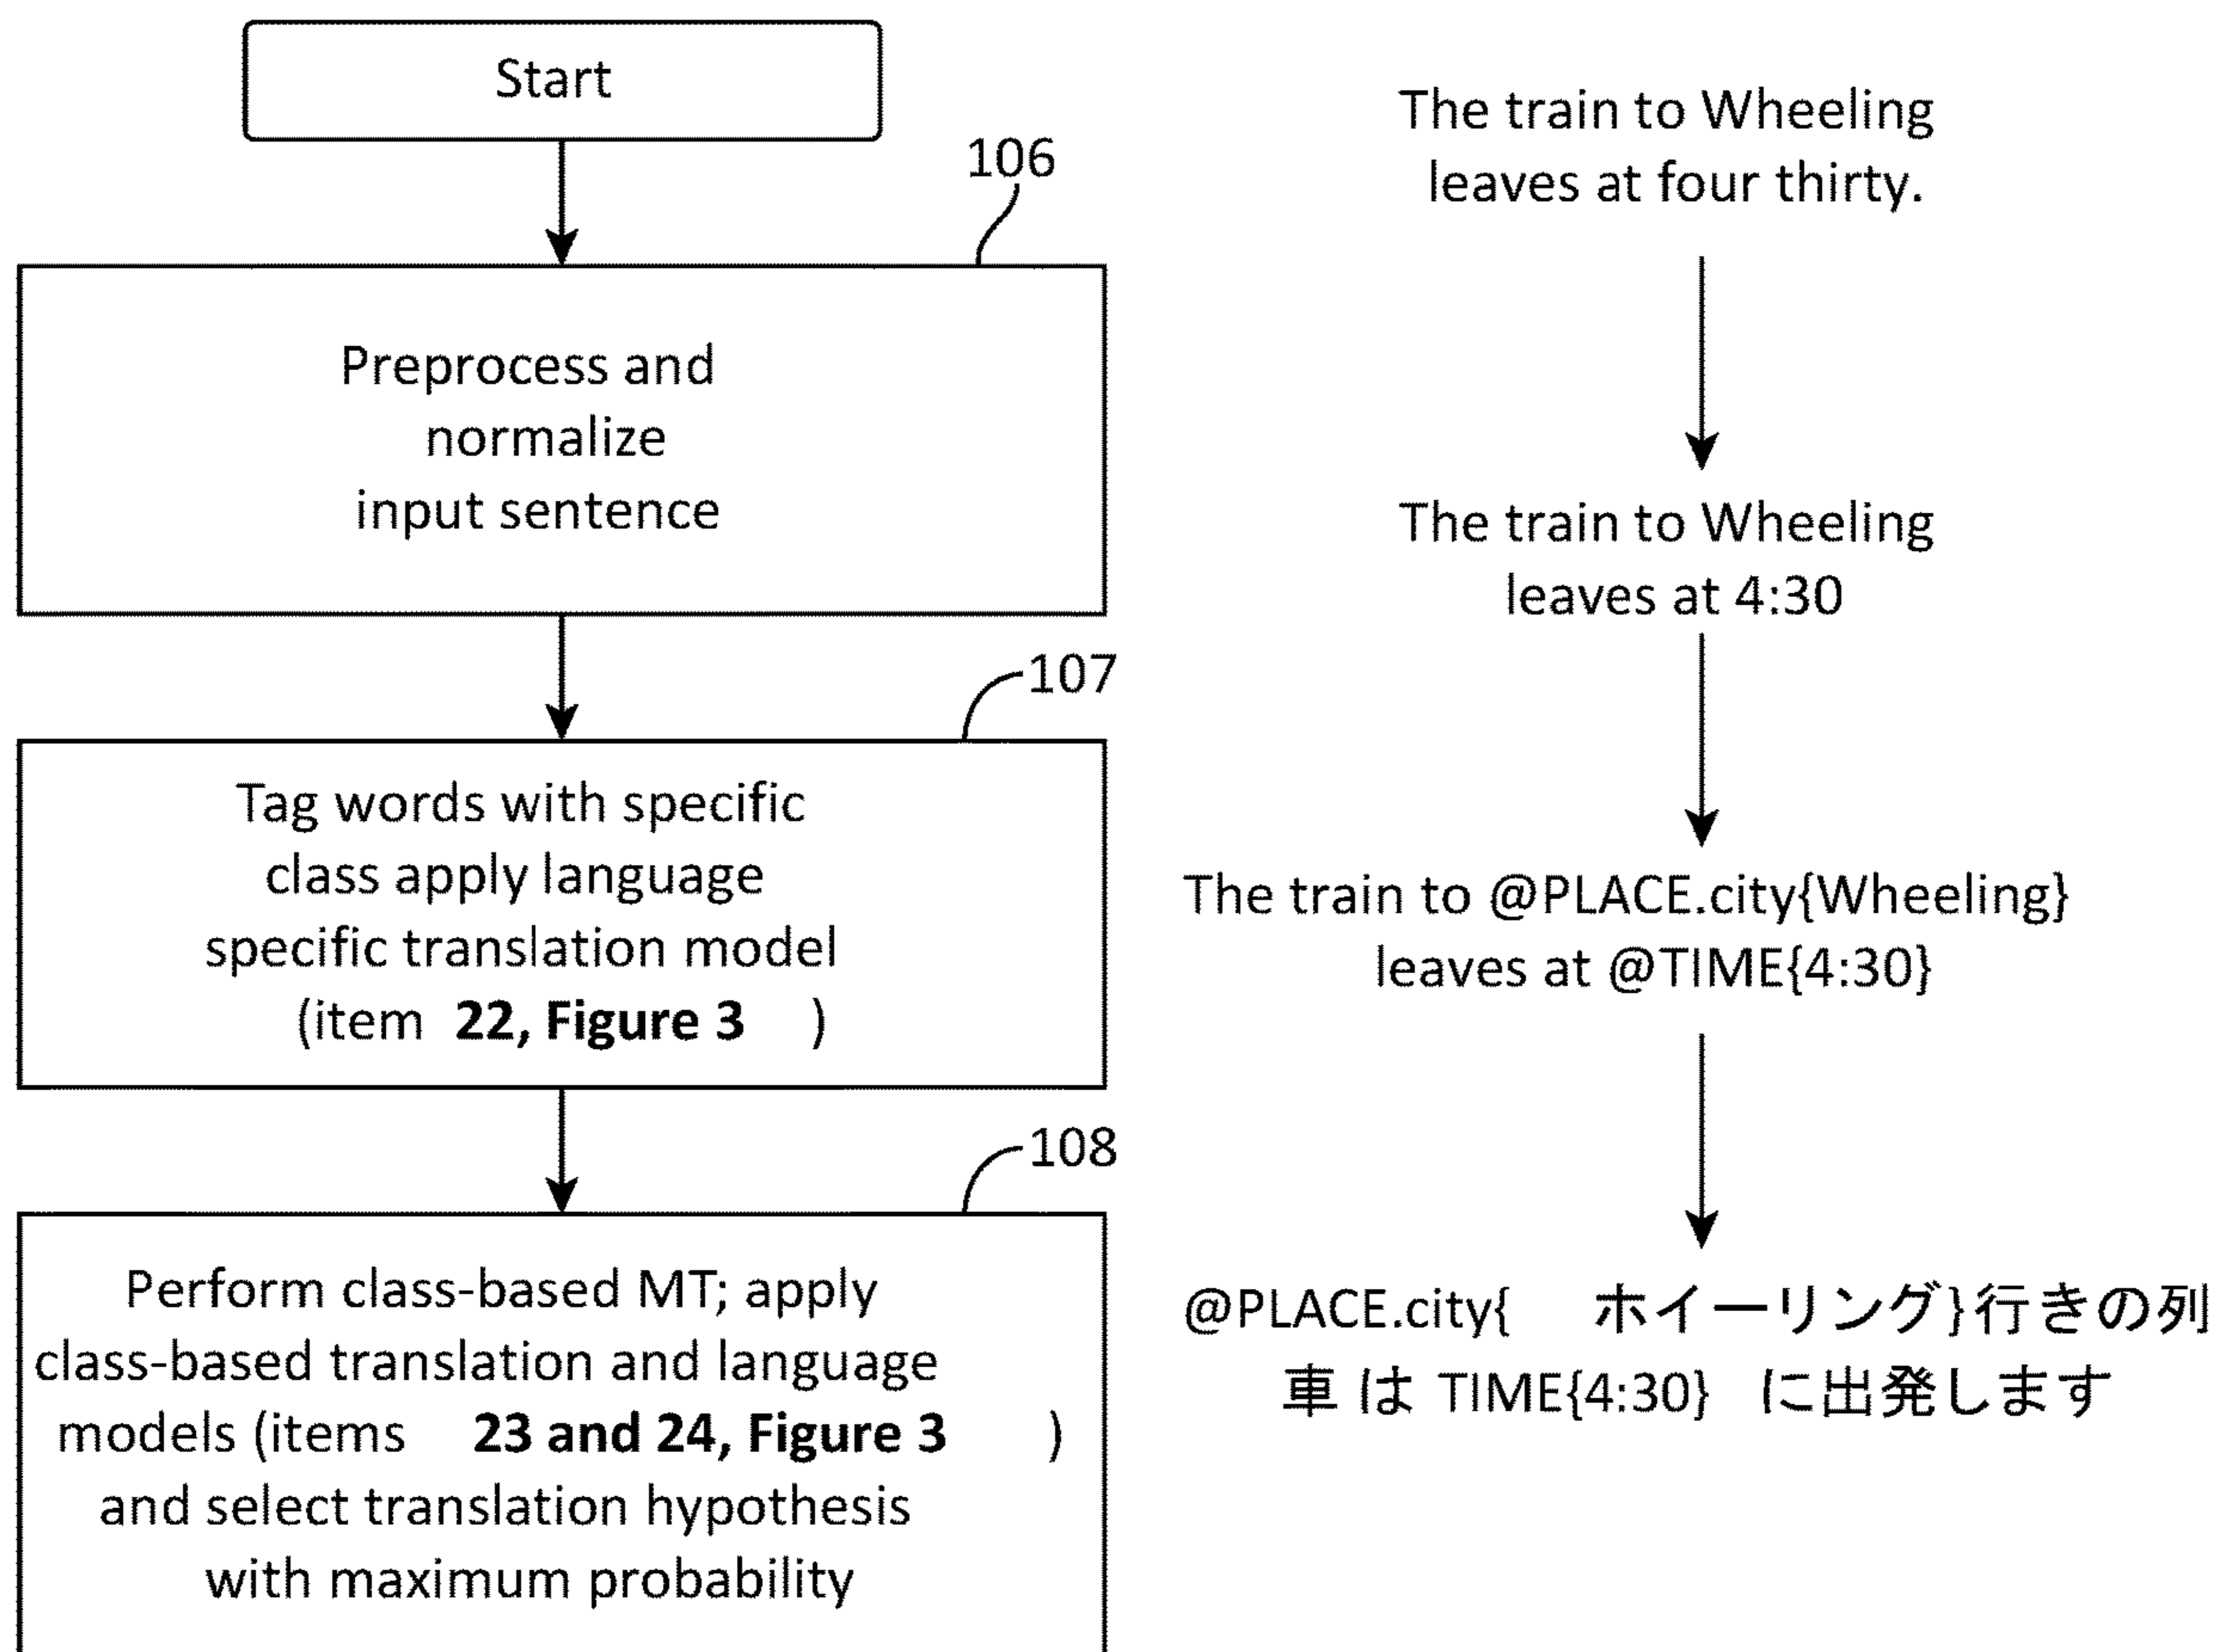 Start
106
Preprocess and
normalize
input sentence
107
Tag words with specific
class apply language
specific translation model
(item 22, Figure 3 )
108
Perform class-based MT; apply
class-based translation and language
models (items 23 and 24, Figure 3 )
and select translation hypothesis
with maximum probability
The train to Wheeling
leaves at four thirty.
The train to Wheeling
leaves at 4:30
The train to @PLACE.city{Wheeling}
leaves at @TIME{4:30}
@PLACE.city{ ホイーリング}行きの列
車 は TIME{4:30} に出発します